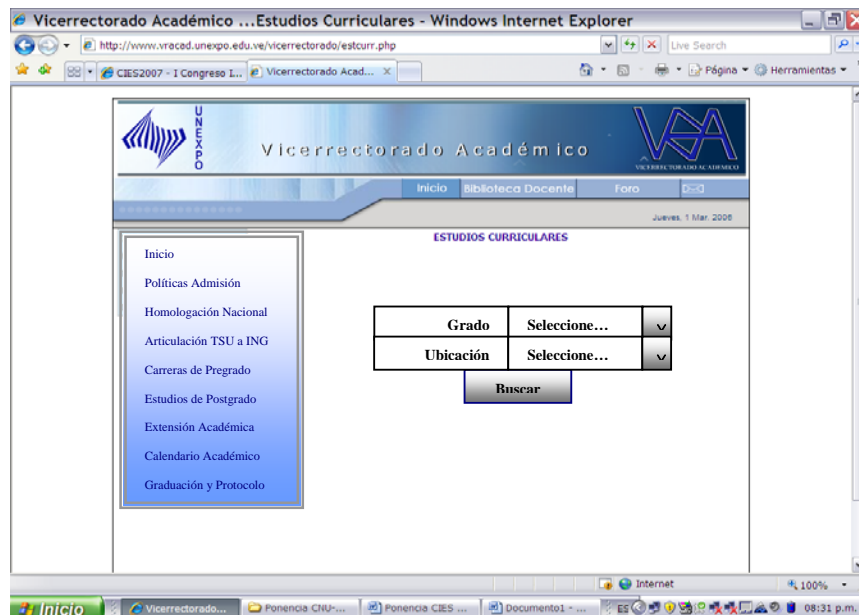 Vicerrectorado Académico ...Estudios Curriculares - Windows Internet Explorer
http://www.vracad.unexpo.edu.ve/vicerrectorado/estcurr.php
Live Search
CIES2007 - I Congreso I...
Vicerrectorado Acad...
Página
Herramientas
UNEXPO
Vicerrectorado Académico
VICERRECTORADO ACADEMICO
Inicio
Biblioteca Docente
Foro
Jueves, 1 Mar. 2006
ESTUDIOS CURRICULARES
Inicio
Políticas Admisión
Homologación Nacional
Articulación TSU a ING
Carreras de Pregrado
Estudios de Postgrado
Extensión Académica
Calendario Académico
Graduación y Protocolo
Grado Seleccione... v
Ubicación Seleccione... v
Buscar
Internet
100%
Inicio
Vicerrectorado...
Ponencia CNU-...
Ponencia CIES ...
Documento1 - ...
ES
08:31 p.m.